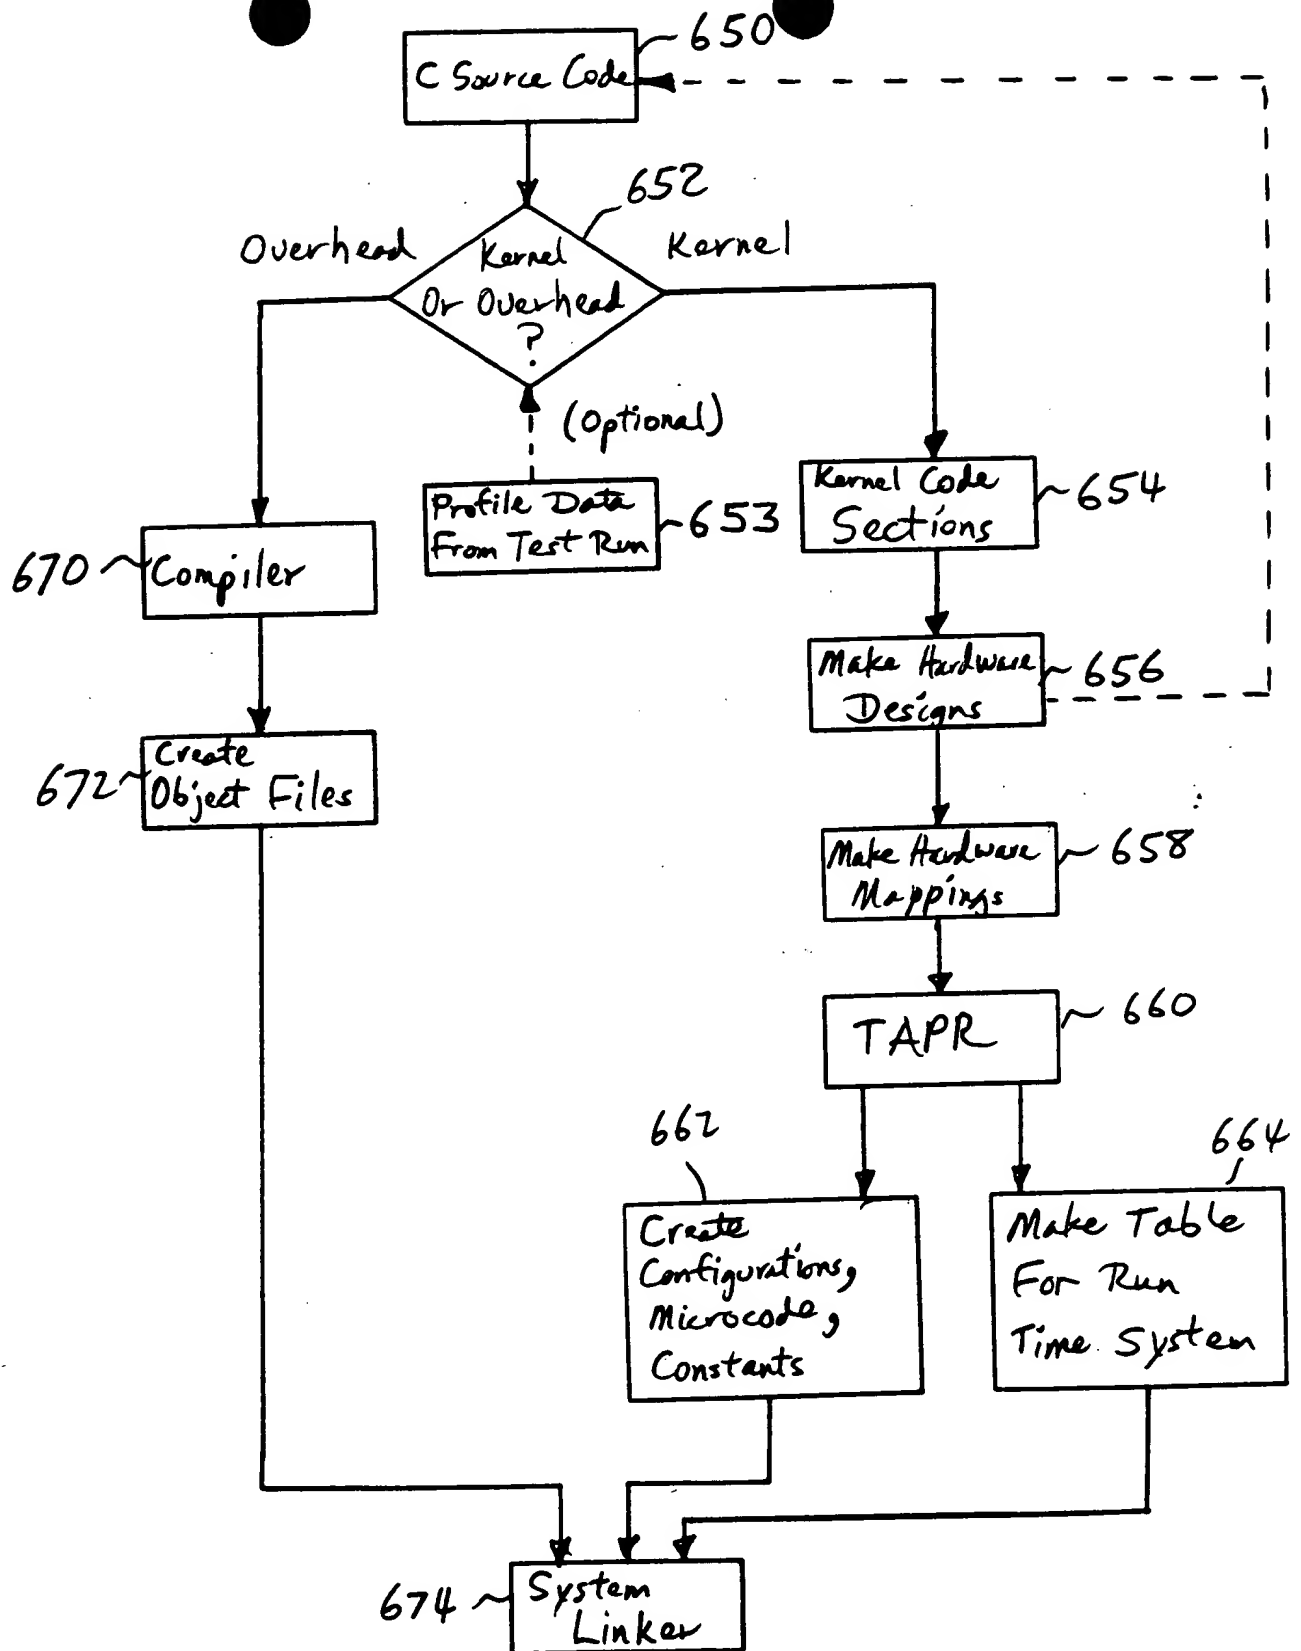 650
C Source Code
652
Overhead
Kernel
Kernel
Or Overhead
?
(Optional)
Profile Data
From Test Run
653
Kernel Code
Sections
654
670
Compiler
Make Hardware
Designs
656
672
Create
Object Files
Make Hardware
Mappings
658
TAPR
660
662
664
Create
Configurations,
Microcode,
Constants
Make Table
For Run
Time System
674
System
Linker